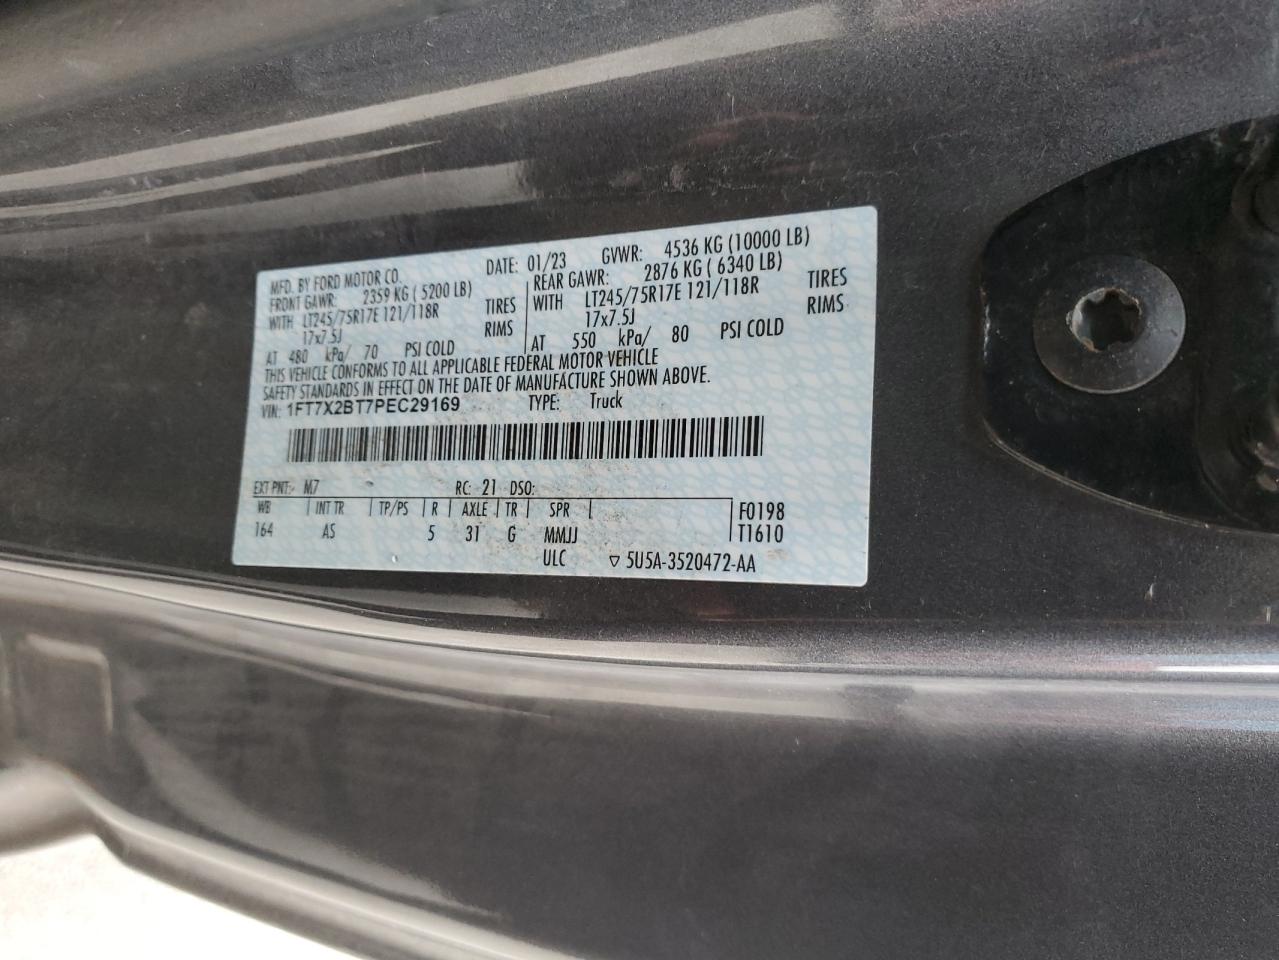 MFD. BY FORD MOTOR CO. DATE: 01/23 GVWR: 4536 KG (10000 LB)
FRONT GAWR: 2359 KG ( 5200 LB) REAR GAWR: 2876 KG ( 6340 LB)
WITH LT245/75R17E 121/118R TIRES WITH LT245/75R17E 121/118R TIRES
17x7.5J RIMS 17x7.5J RIMS
AT 480 kPa/ 70 PSI COLD AT 550 kPa/ 80 PSI COLD
THIS VEHICLE CONFORMS TO ALL APPLICABLE FEDERAL MOTOR VEHICLE
SAFETY STANDARDS IN EFFECT ON THE DATE OF MANUFACTURE SHOWN ABOVE.
VIN: 1FT7X2BT7PEC29169 TYPE: Truck
EXT PNT: M7 RC: 21 DSO:
WB INT TR TP/PS R AXLE TR SPR F0198
164 AS 5 31 G MMJJ T1610
ULC ▽ 5U5A-3520472-AA